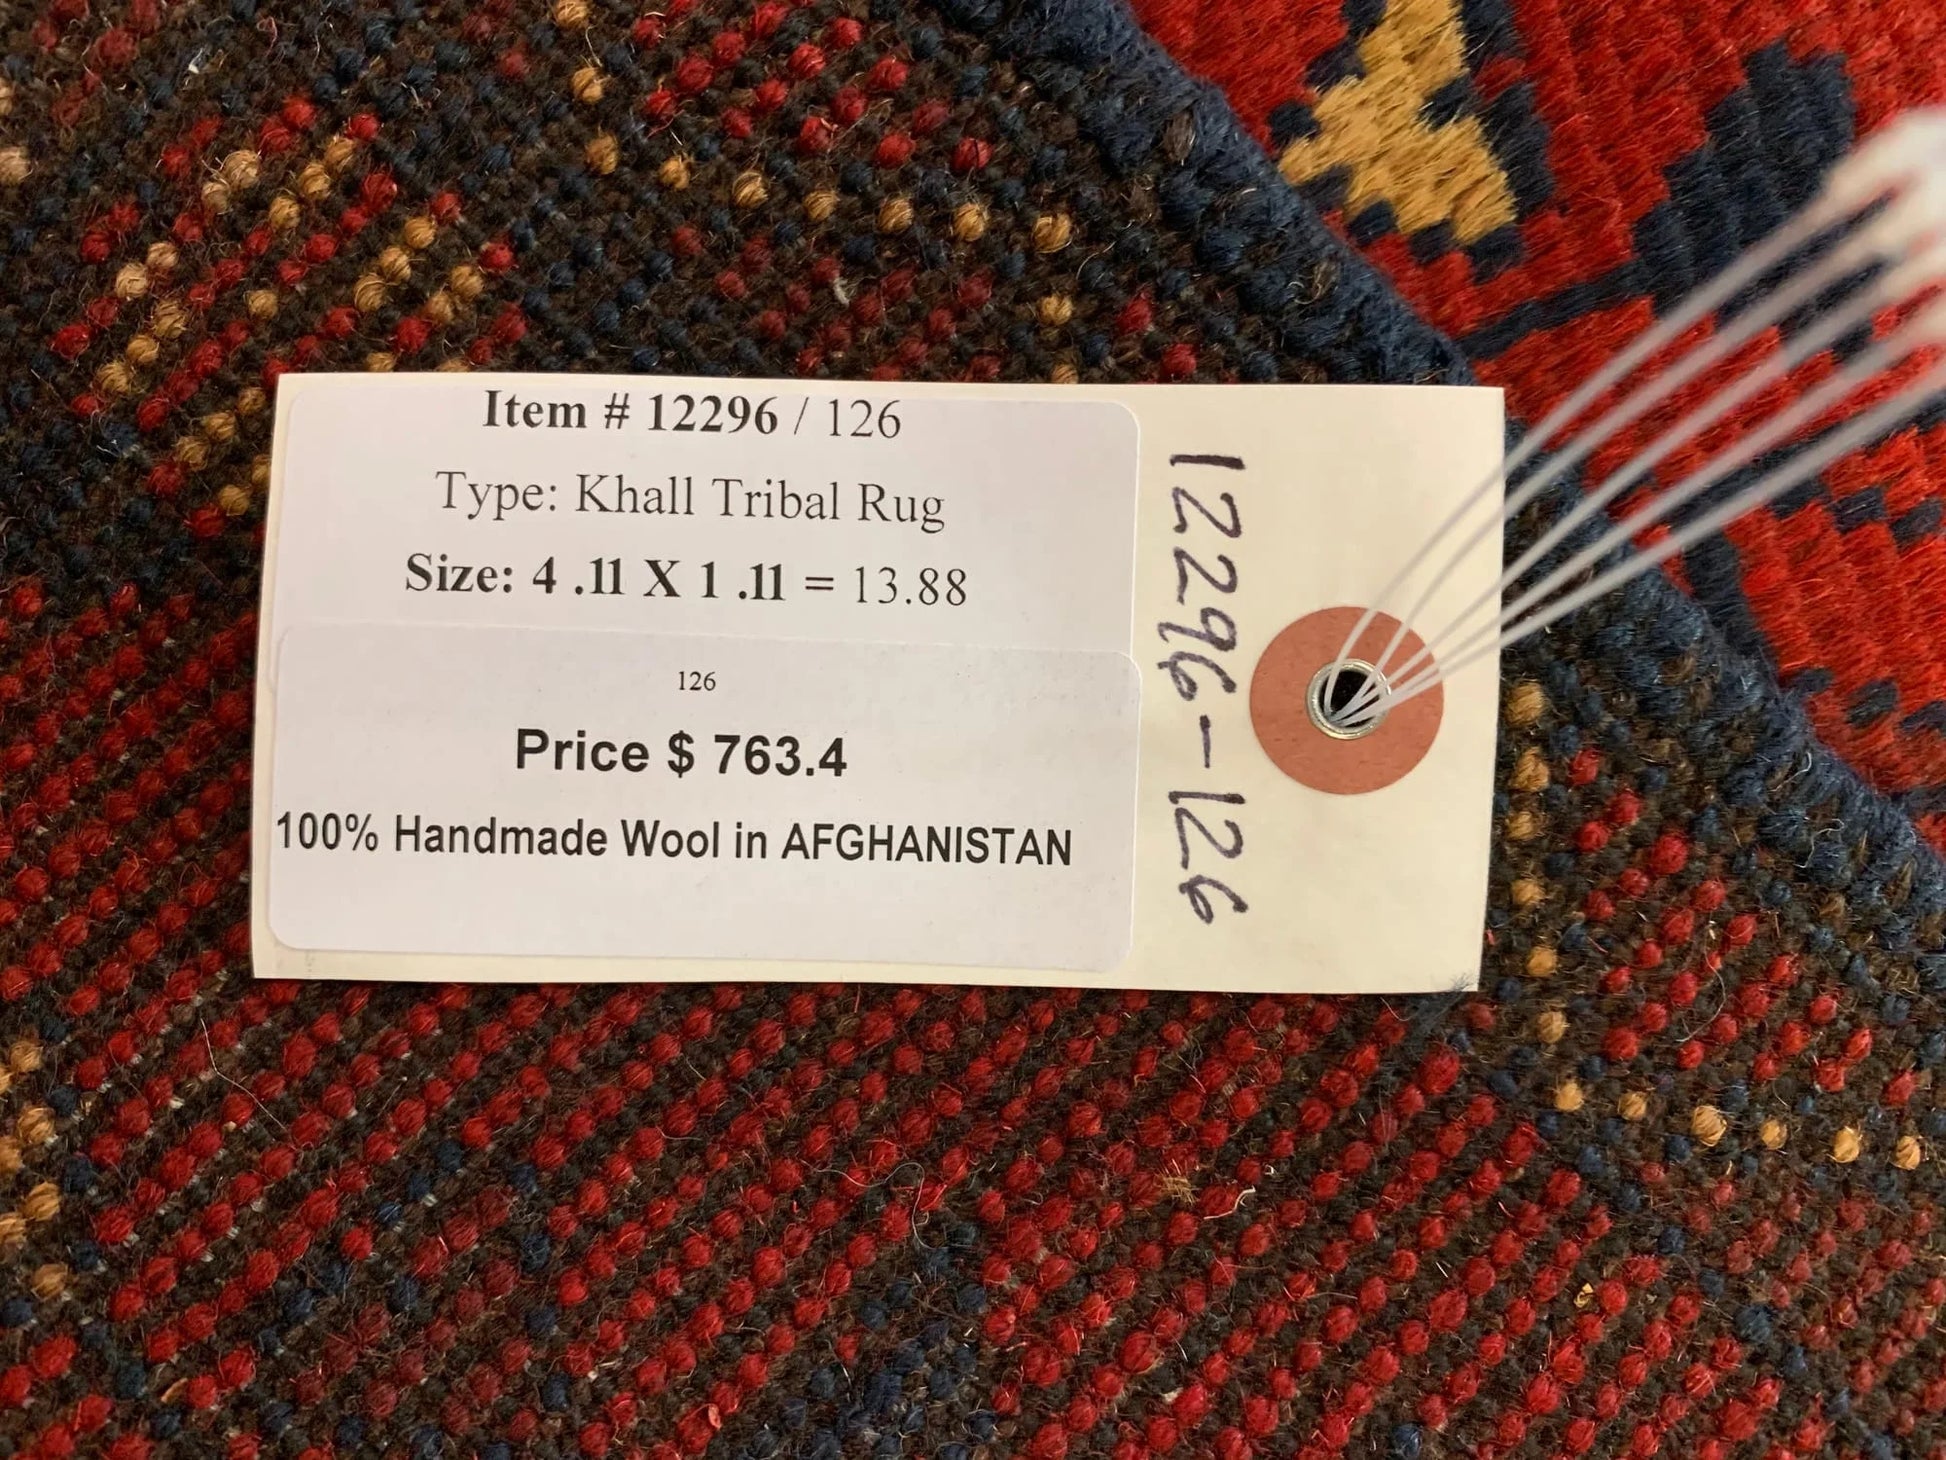 Item # 12296 / 126
Type: Khall Tribal Rug
Size: 4 .11 X 1 .11 = 13.88
126
Price $ 763.4
100% Handmade Wool in AFGHANISTAN
12296-126